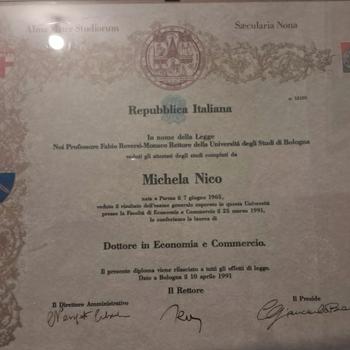 Alma Mater Studiorum Sæcularia Nona
Repubblica Italiana
In nome della Legge
Noi Professore Fabio Roversi-Monaco Rettore della Università degli Studi di Bologna
veduti gli attestati degli studi compiuti da
Michela Nico
nata a Parma il 7 giugno 1965,
veduto il risultato dell'esame generale superato in questa Università
presso la Facoltà di Economia e Commercio il 25 marzo 1991,
le conferiamo la laurea di
Dottore in Economia e Commercio.
Il presente diploma viene rilasciato a tutti gli effetti di legge.
Dato a Bologna il 10 aprile 1991
Il Rettore
Il Direttore Amministrativo Il Preside